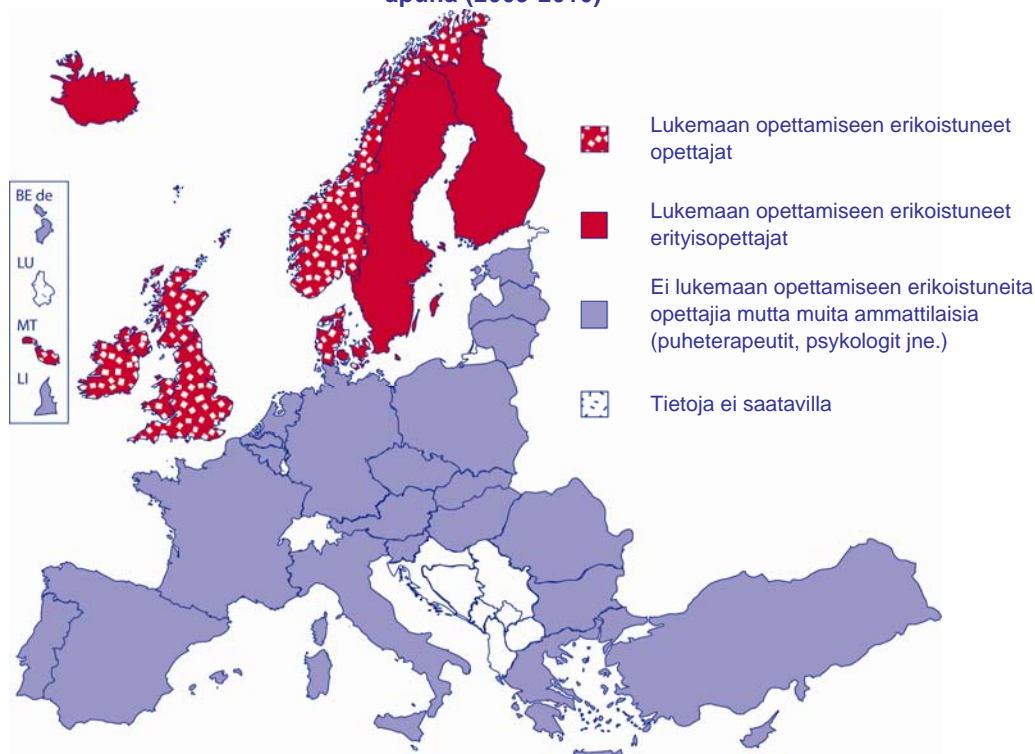 BE de
LU
MT
LI
Lukemaan opettamiseen erikoistuneet
opettajat
Lukemaan opettamiseen erikoistuneet
erityisopettajat
Ei lukemaan opettamiseen erikoistuneita
opettajia mutta muita ammattilaisia
(puheterapeutit, psykologit jne.)
Tietoja ei saatavilla